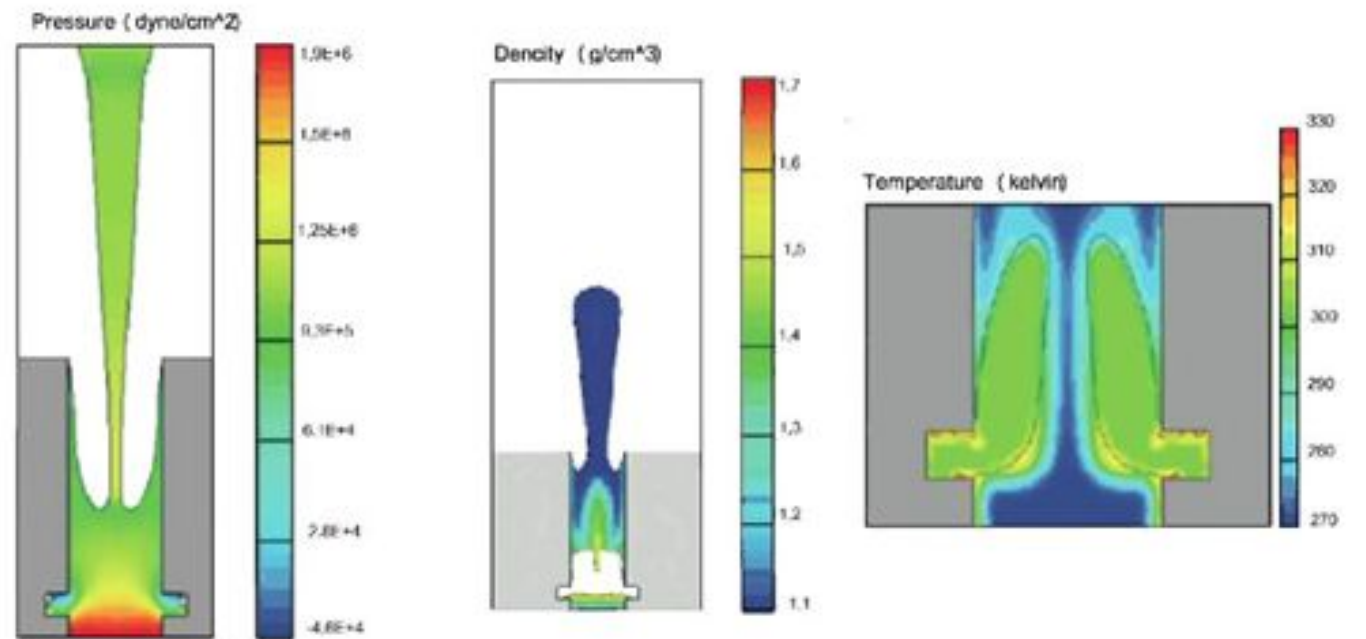 Pressure ( dyne/cm^2)
1,9E+6
1,5E+6
1,25E+6
9,3E+5
6.1E+4
2.8E+4
-4,6E+4
Dencity ( g/cm^3)
1,7
1,6
1,5
1,4
1,3
1,2
1.1
Temperature ( kelvin)
330
320
310
300
290
260
270